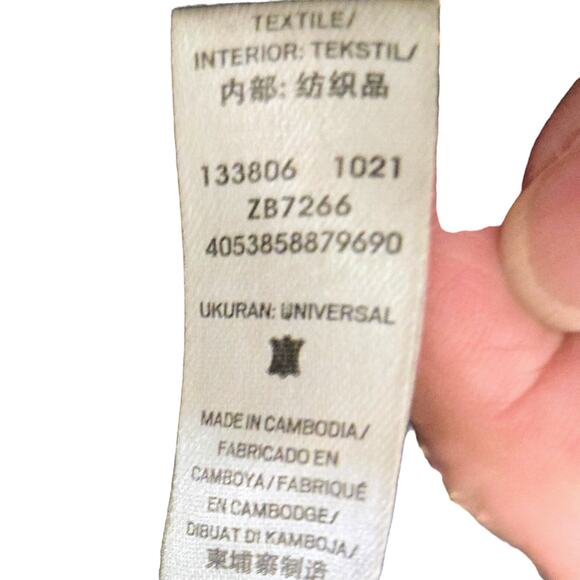 TEXTILE/
INTERIOR: TEKSTIL/
内部: 纺织品
133806 1021
ZB7266
4053858879690
UKURAN: UNIVERSAL
MADE IN CAMBODIA/
FABRICADO EN
CAMBOYA/FABRIQUÉ
EN CAMBODGE/
DIBUAT DI KAMBOJA/
柬埔寨制造